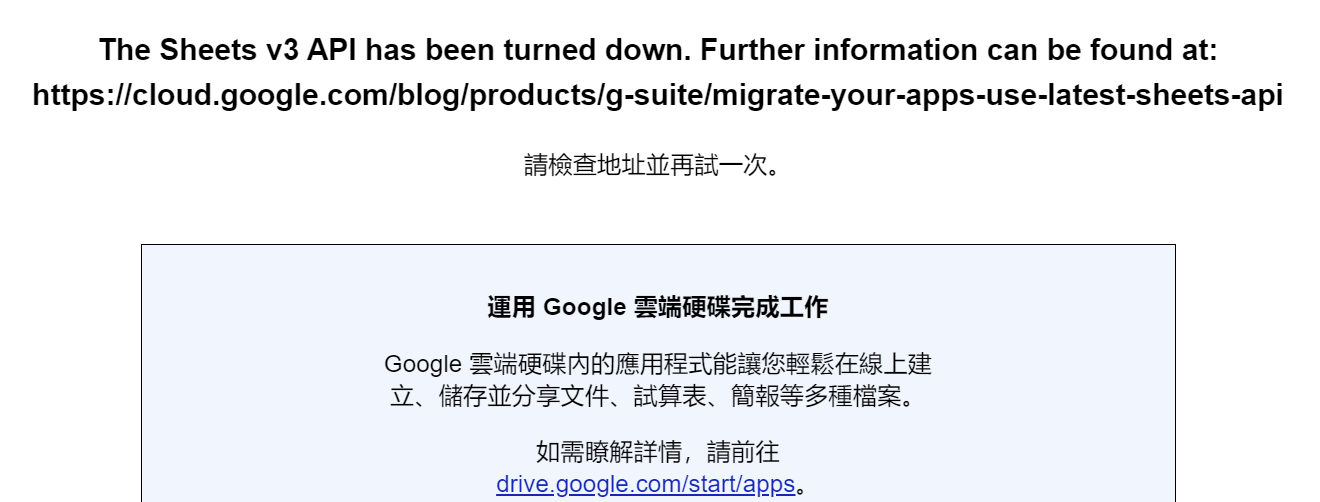 The Sheets v3 API has been turned down. Further information can be found at:
https://cloud.google.com/blog/products/g-suite/migrate-your-apps-use-latest-sheets-api
請檢查地址並再試一次。
運用 Google 雲端硬碟完成工作
Google 雲端硬碟內的應用程式能讓您輕鬆在線上建
立、儲存並分享文件、試算表、簡報等多種檔案。
如需瞭解詳情，請前往
drive.google.com/start/apps。